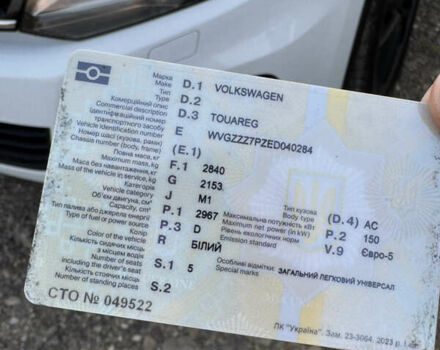 Марка
Make D.1 VOLKSWAGEN
Тип
Type D.2
Комерційний опис
Commercial description D.3 TOUAREG
Ідентифікаційний номер
транспортного засобу
Vehicle identification number E WVGZZZ7PZED040284
Номер шасі (кузова, рами)
Chassis number (body, frame) (E.1)
Повна маса, кг
Maximum mass, kg F.1 2840
Маса без навантаження, кг
Mass of the vehicle in service, kg G 2153
Категорія
Vehicle category J M1
Об'єм двигуна, см³
Capacity, cm³ P.1 2967
Тип палива або джерела енергії
Type of fuel or power source P.3 D
Колір
Color R БІЛИЙ
Кількість сидячих місць
з місцем водія
Number of seats
including the driver's seat S.1 5
Кількість стоячих місць
Number of standing places S.2
Тип кузова
Body type (D.4) AC
Максимальна потужність кВт
Maximum net power (in kW) P.2 150
Рівень екологічних норм
Emission standard V.9 Євро-5
Особливі відмітки: ЗАГАЛЬНИЙ ЛЕГКОВИЙ УНІВЕРСАЛ
Special marks
СТО № 049522
ПК "Україна". Зам. 23-3064. 2023 р. I кв.